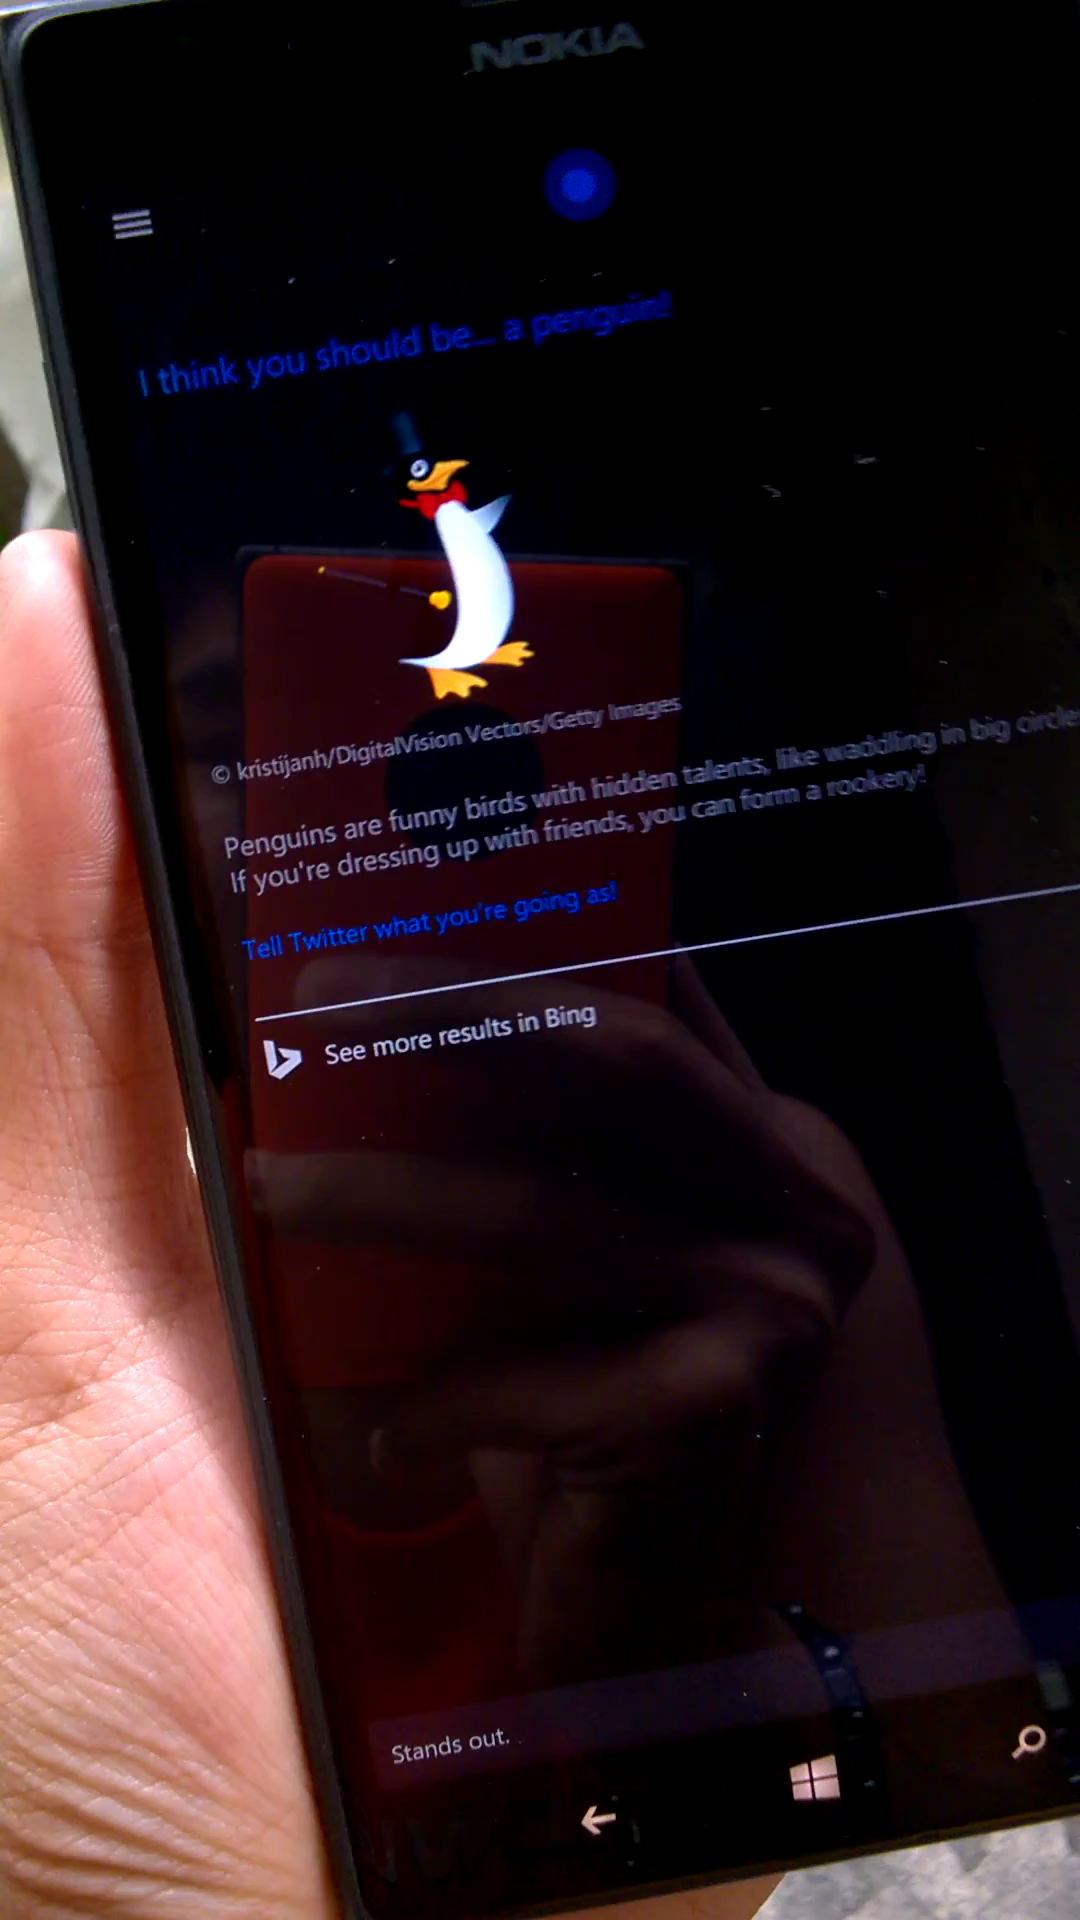 NOKIA
I think you should be... a penguin!
© kristijanh/DigitalVision Vectors/Getty Images
Penguins are funny birds with hidden talents, like waddling in big circle
If you're dressing up with friends, you can form a rookery!
Tell Twitter what you're going as!
See more results in Bing
Stands out.